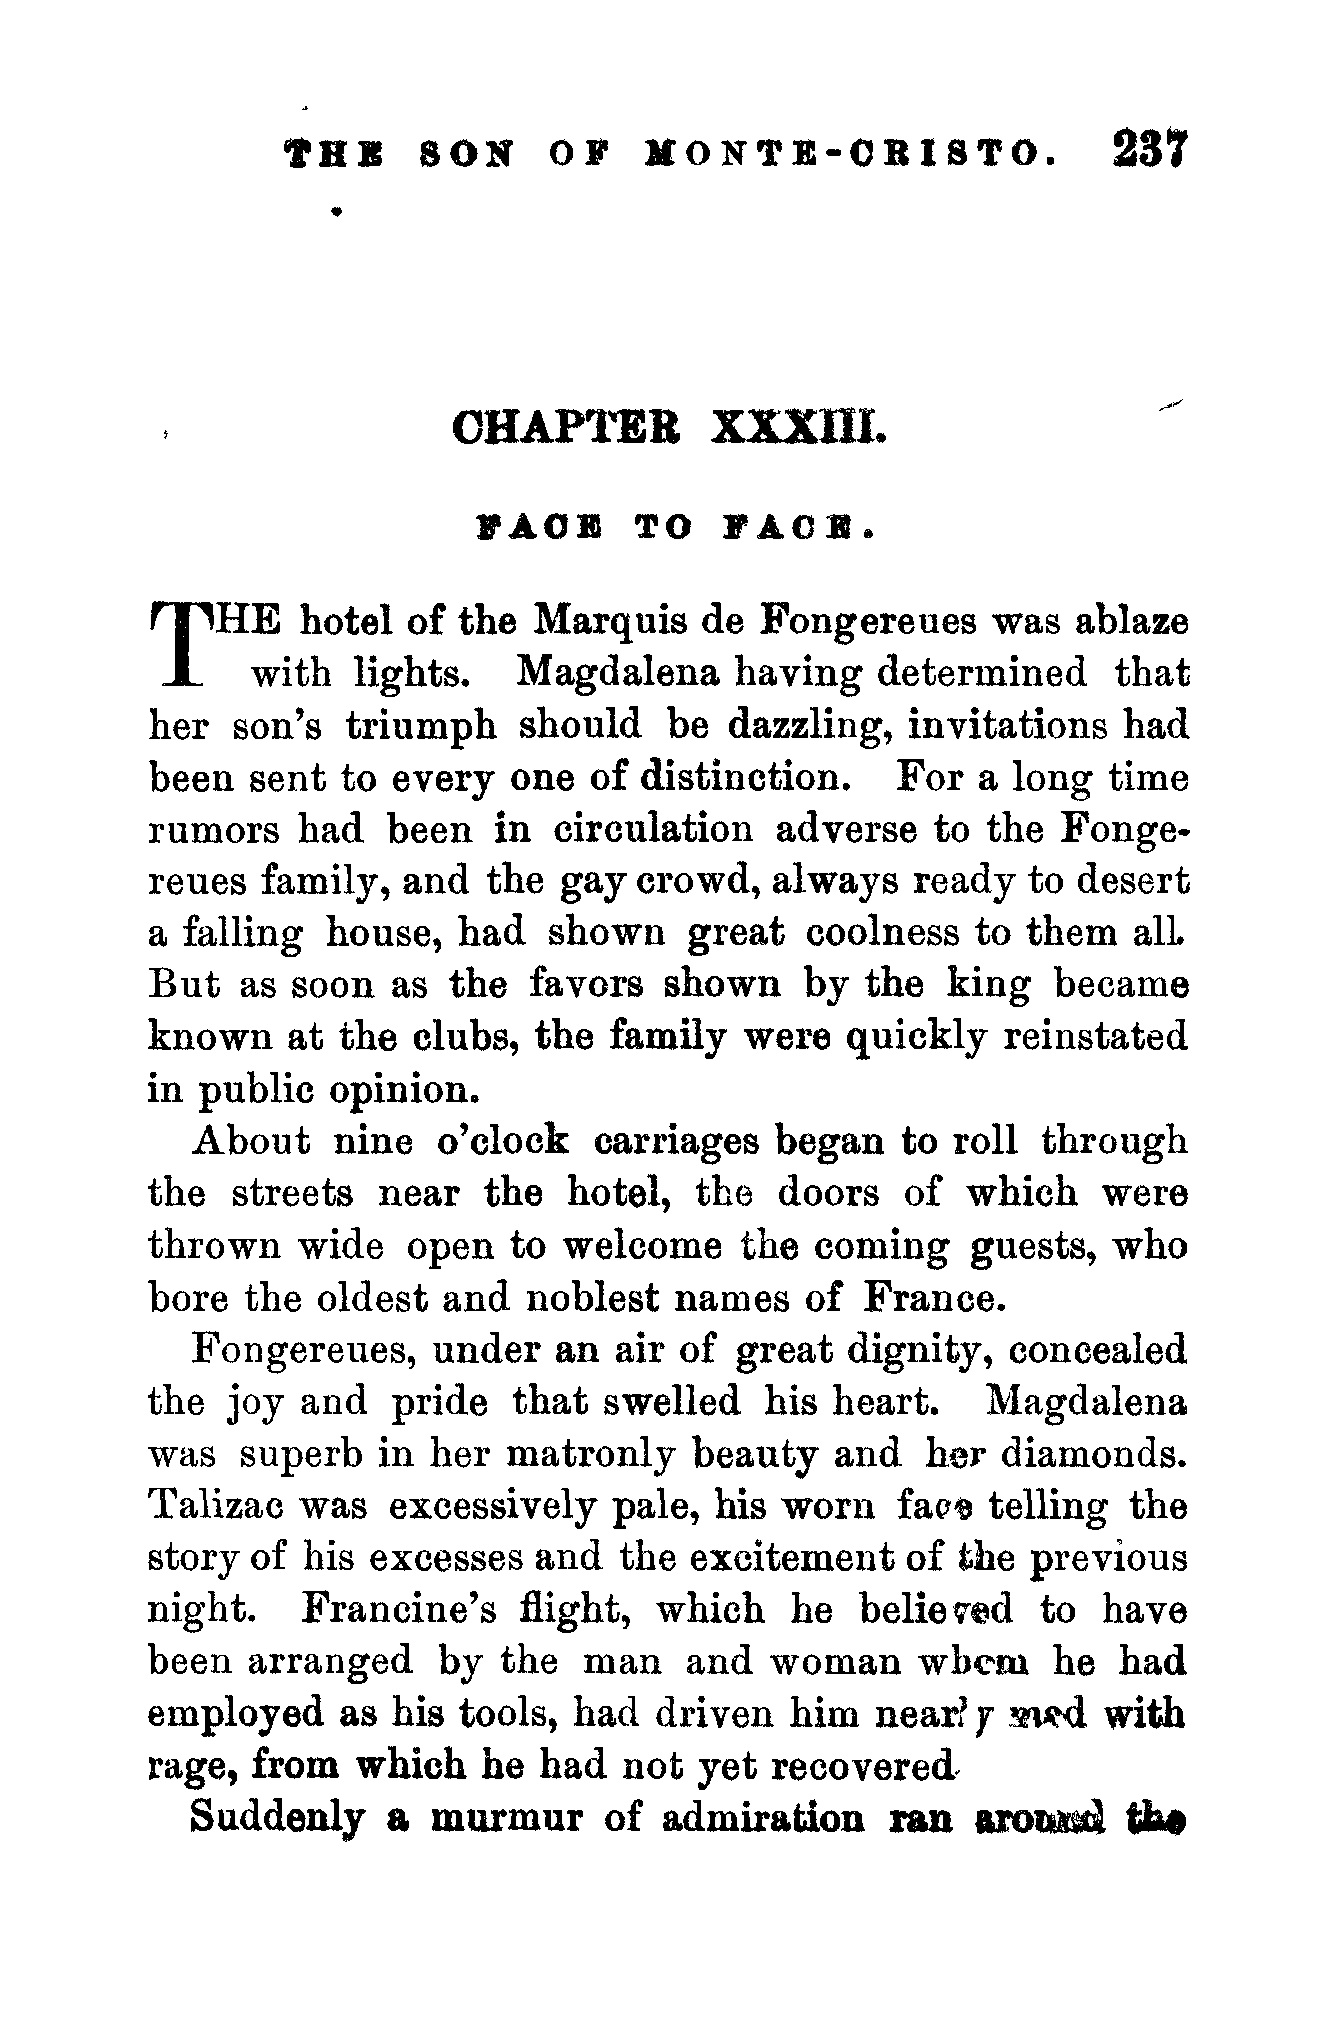 THE SON OF MONTE-CRISTO. 237
CHAPTER XXXIII.
FACE TO FACE.
THE hotel of the Marquis de Fongereues was ablaze
with lights. Magdalena having determined that
her son's triumph should be dazzling, invitations had
been sent to every one of distinction. For a long time
rumors had been in circulation adverse to the Fonge-
reues family, and the gay crowd, always ready to desert
a falling house, had shown great coolness to them all.
But as soon as the favors shown by the king became
known at the clubs, the family were quickly reinstated
in public opinion.
About nine o'clock carriages began to roll through
the streets near the hotel, the doors of which were
thrown wide open to welcome the coming guests, who
bore the oldest and noblest names of France.
Fongereues, under an air of great dignity, concealed
the joy and pride that swelled his heart. Magdalena
was superb in her matronly beauty and her diamonds.
Talizac was excessively pale, his worn face telling the
story of his excesses and the excitement of the previous
night. Francine's flight, which he believed to have
been arranged by the man and woman whom he had
employed as his tools, had driven him nearly mad with
rage, from which he had not yet recovered.
Suddenly a murmur of admiration ran around the